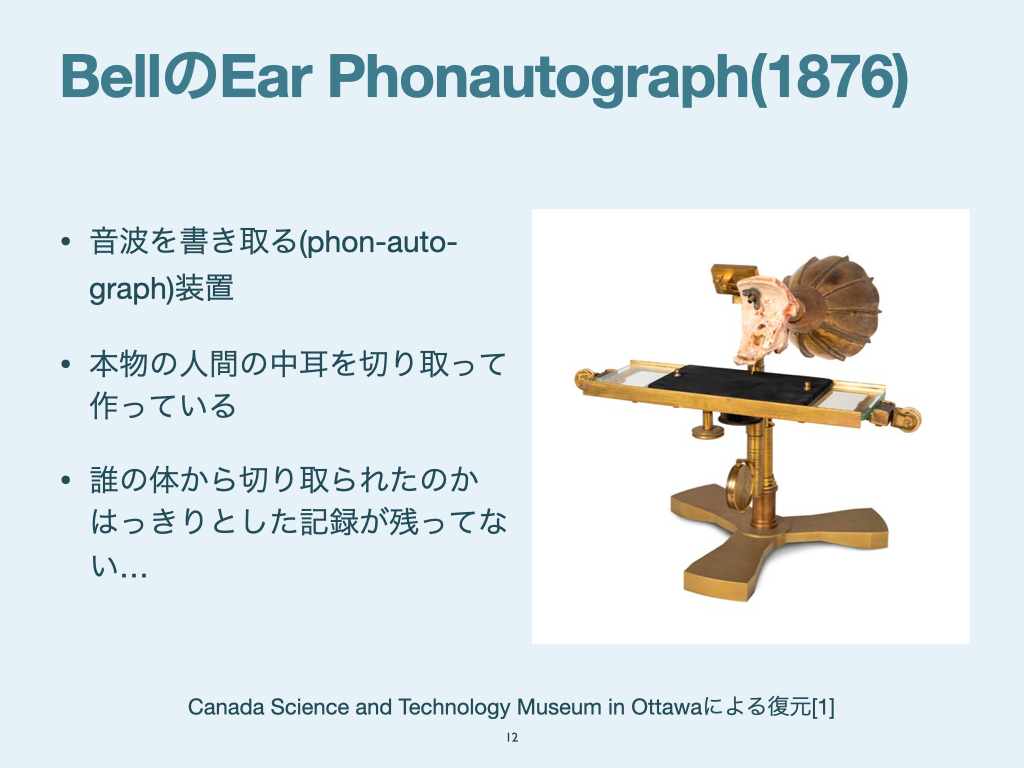 BellのEar Phonautograph(1876)
• 音波を書き取る(phon-auto-
graph)装置
• 本物の人間の中耳を切り取って
作っている
• 誰の体から切り取られたのか
はっきりとした記録が残ってな
い…
Canada Science and Technology Museum in Ottawaによる復元[1]
12